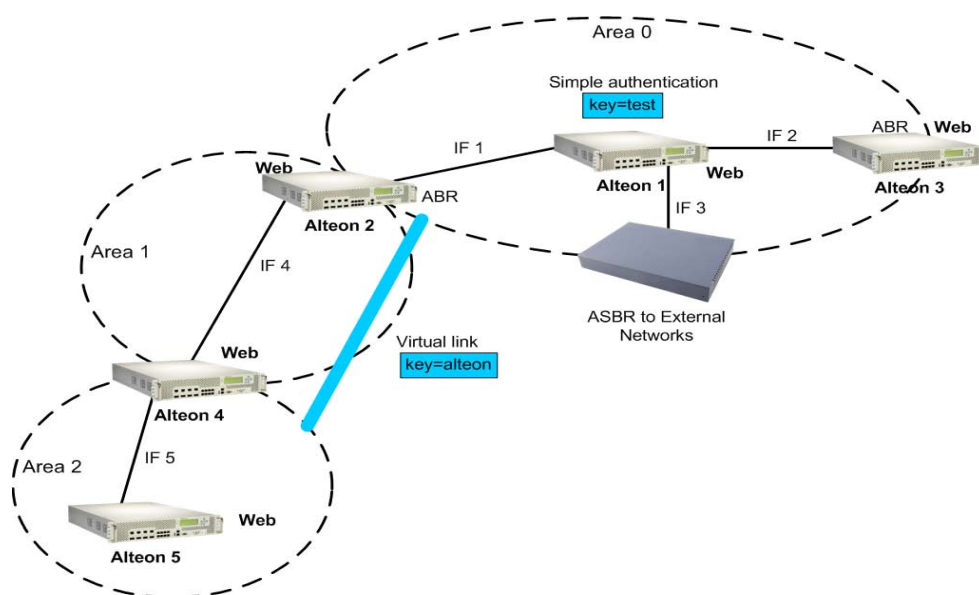 Area 0
Simple authentication
key=test
ABR Web
IF 1
IF 2
Web
Alteon 1 Web
Alteon 3
ABR
Alteon 2
IF 3
Area 1
IF 4
ASBR to External
Networks
Virtual link
key=alteon
Web
Alteon 4
Area 2
IF 5
Web
Alteon 5